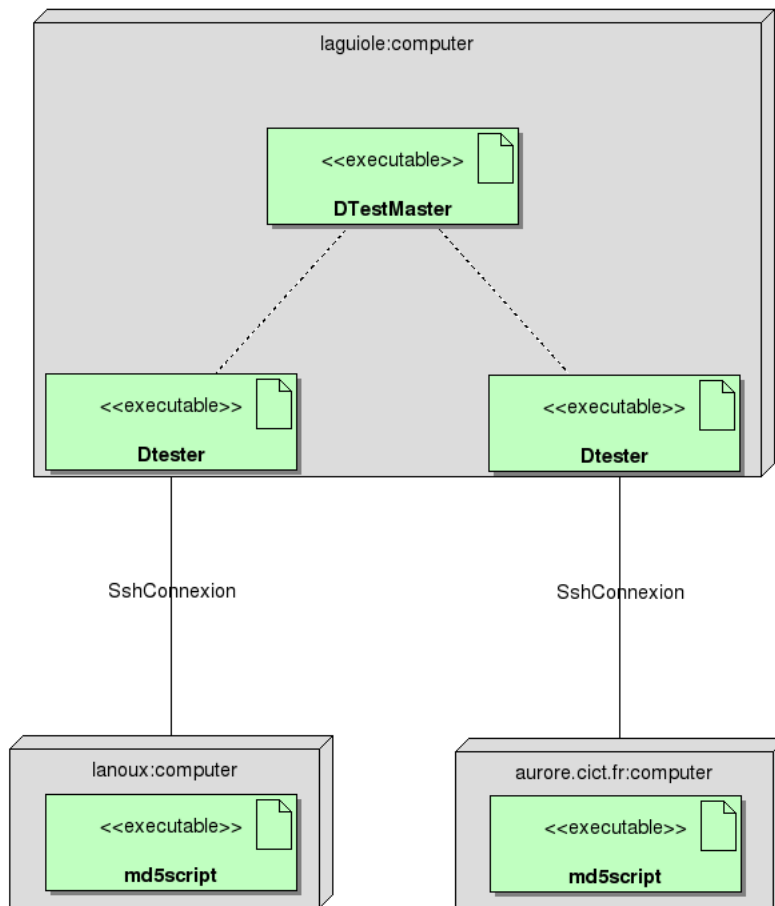 laguiole:computer
<<executable>>
DTestMaster
<<executable>>
Dtester
<<executable>>
Dtester
SshConnexion
SshConnexion
lanoux:computer
<<executable>>
md5script
aurore.cict.fr:computer
<<executable>>
md5script